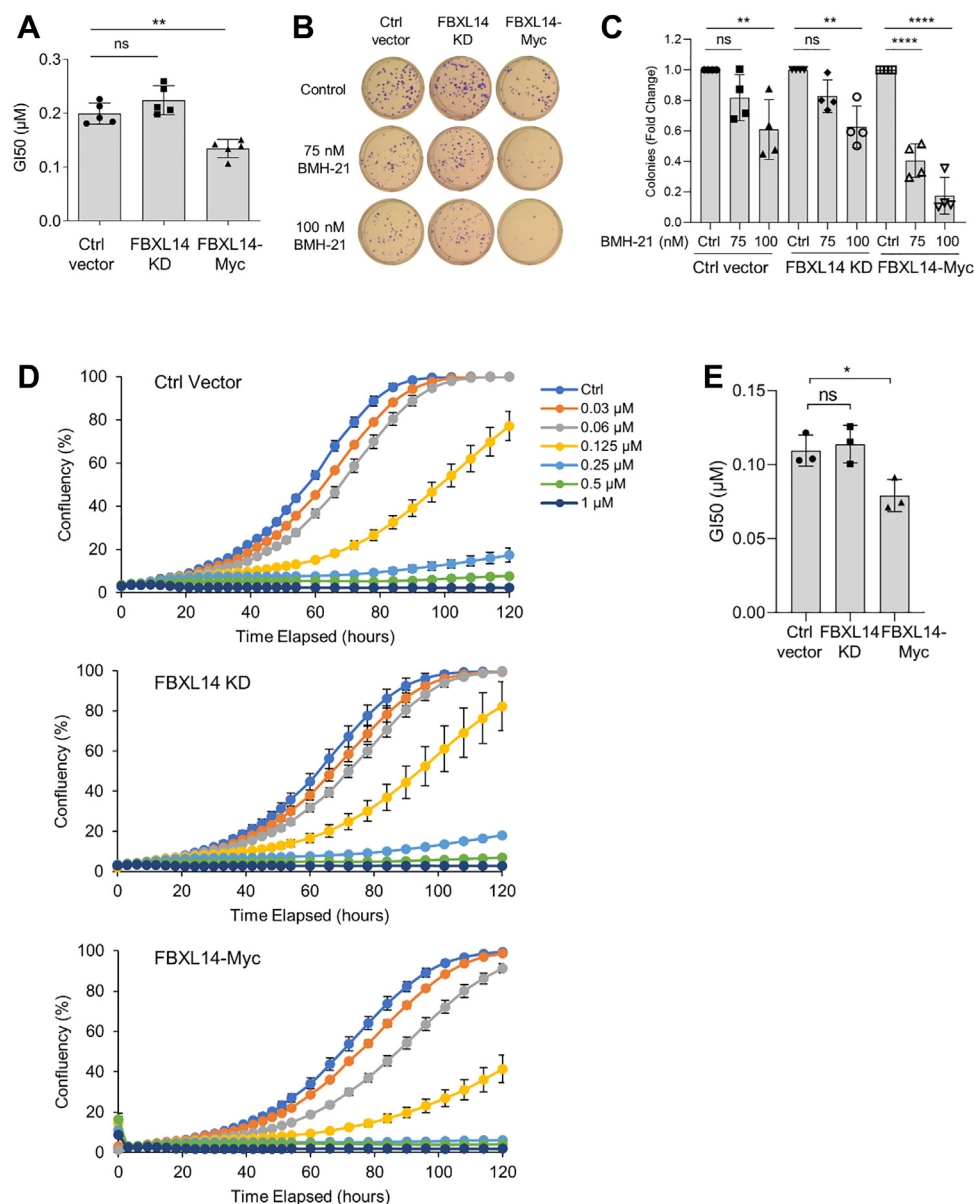 A
**
ns
GI50 (μM)
0.3
0.2
0.1
0.0
Ctrl
vector
FBXL14
KD
FBXL14-
Myc
B
Ctrl
vector
FBXL14
KD
FBXL14-
Myc
Control
75 nM
BMH-21
100 nM
BMH-21
C
**
ns
**
ns
****
****
Colonies (Fold Change)
1.0
0.8
0.6
0.4
0.2
0.0
BMH-21 (nM)
Ctrl 75 100 Ctrl 75 100 Ctrl 75 100
Ctrl vector
FBXL14 KD
FBXL14-Myc
D
Ctrl Vector
Confluency (%)
100
80
60
40
20
0
0 20 40 60 80 100 120
Time Elapsed (hours)
Ctrl
0.03 μM
0.06 μM
0.125 μM
0.25 μM
0.5 μM
1 μM
FBXL14 KD
Confluency (%)
100
80
60
40
20
0
0 20 40 60 80 100 120
Time Elapsed (hours)
FBXL14-Myc
Confluency (%)
100
80
60
40
20
0
0 20 40 60 80 100 120
Time Elapsed (hours)
E
*
ns
GI50 (μM)
0.15
0.10
0.05
0.00
Ctrl
vector
FBXL14
KD
FBXL14-
Myc